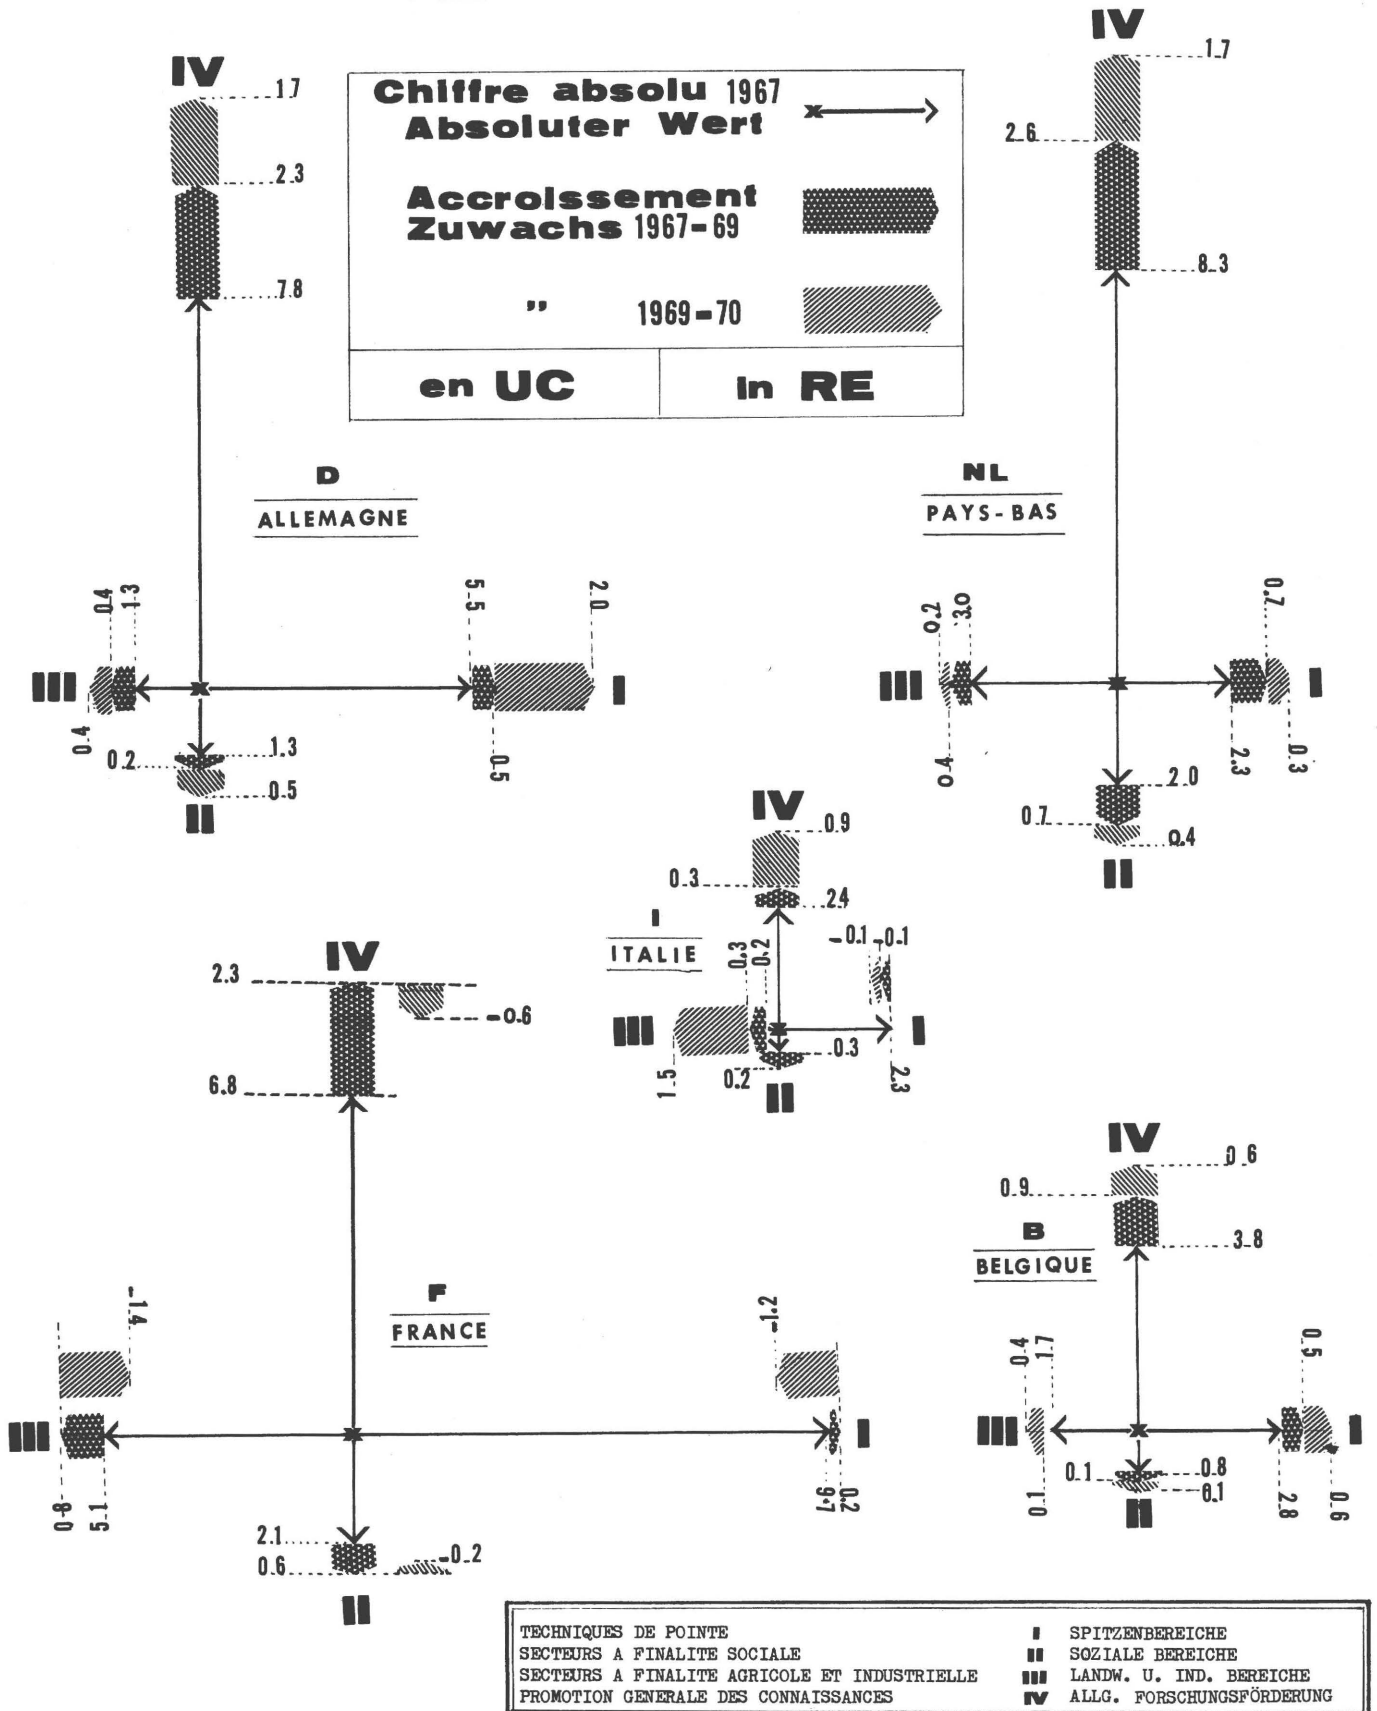 Chiffre absolu 1967
Absoluter Wert
Accroissement
Zuwachs 1967-69
" 1969-70
en UC
in RE
D
ALLEMAGNE
IV
1.7
2.3
7.8
III
0.4
1.3
0.4
5.5
2.0
0.5
I
1.3
0.2
0.5
II
NL
PAYS-BAS
IV
1.7
2.6
8.3
III
0.2
3.0
0.4
0.7
2.3
0.3
I
2.0
0.7
0.4
II
I
ITALIE
IV
0.9
0.3
2.4
III
0.3
0.2
1.5
-0.1
-0.1
2.3
I
0.3
0.2
II
F
FRANCE
IV
2.3
-0.6
6.8
III
-1.4
0.8
5.1
-1.2
9.7
0.2
I
2.1
0.6
-0.2
II
B
BELGIQUE
IV
0.6
0.9
3.8
III
0.4
1.7
0.1
0.5
2.8
0.6
I
0.8
0.1
0.1
II
TECHNIQUES DE POINTE I SPITZENBEREICHE
SECTEURS A FINALITE SOCIALE II SOZIALE BEREICHE
SECTEURS A FINALITE AGRICOLE ET INDUSTRIELLE III LANDW. U. IND. BEREICHE
PROMOTION GENERALE DES CONNAISSANCES IV ALLG. FORSCHUNGSFÖRDERUNG